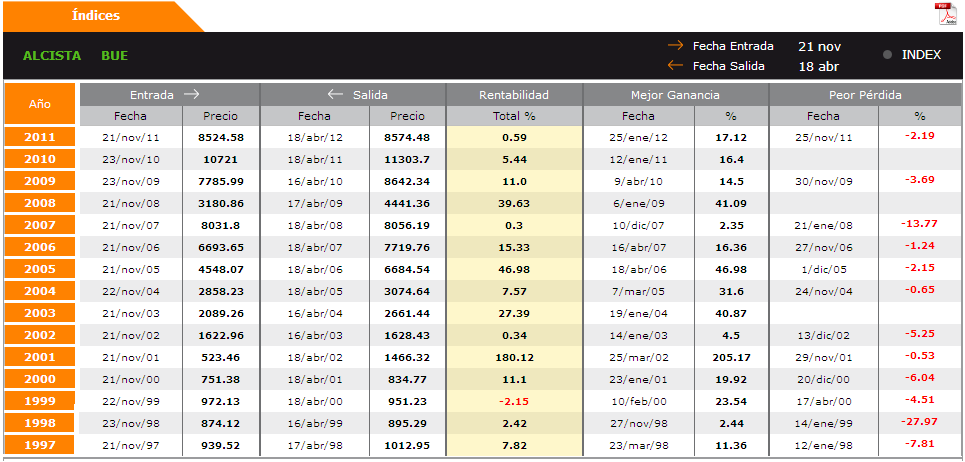 Índices
PDF
Adobe
ALCISTA BUE
→ Fecha Entrada 21 nov
← Fecha Salida 18 abr
INDEX
Año Entrada → ← Salida Rentabilidad Mejor Ganancia Peor Pérdida
Fecha Precio Fecha Precio Total % Fecha % Fecha %
2011 21/nov/11 8524.58 18/abr/12 8574.48 0.59 25/ene/12 17.12 25/nov/11 -2.19
2010 23/nov/10 10721 18/abr/11 11303.7 5.44 12/ene/11 16.4
2009 23/nov/09 7785.99 16/abr/10 8642.34 11.0 9/abr/10 14.5 30/nov/09 -3.69
2008 21/nov/08 3180.86 17/abr/09 4441.36 39.63 6/ene/09 41.09
2007 21/nov/07 8031.8 18/abr/08 8056.19 0.3 10/dic/07 2.35 21/ene/08 -13.77
2006 21/nov/06 6693.65 18/abr/07 7719.76 15.33 16/abr/07 16.36 27/nov/06 -1.24
2005 21/nov/05 4548.07 18/abr/06 6684.54 46.98 18/abr/06 46.98 1/dic/05 -2.15
2004 22/nov/04 2858.23 18/abr/05 3074.64 7.57 7/mar/05 31.6 24/nov/04 -0.65
2003 21/nov/03 2089.26 16/abr/04 2661.44 27.39 19/ene/04 40.87
2002 21/nov/02 1622.96 16/abr/03 1628.43 0.34 14/ene/03 4.5 13/dic/02 -5.25
2001 21/nov/01 523.46 18/abr/02 1466.32 180.12 25/mar/02 205.17 29/nov/01 -0.53
2000 21/nov/00 751.38 18/abr/01 834.77 11.1 23/ene/01 19.92 20/dic/00 -6.04
1999 22/nov/99 972.13 18/abr/00 951.23 -2.15 10/feb/00 23.54 17/abr/00 -4.51
1998 23/nov/98 874.12 16/abr/99 895.29 2.42 27/nov/98 2.44 14/ene/99 -27.97
1997 21/nov/97 939.52 17/abr/98 1012.95 7.82 23/mar/98 11.36 12/ene/98 -7.81